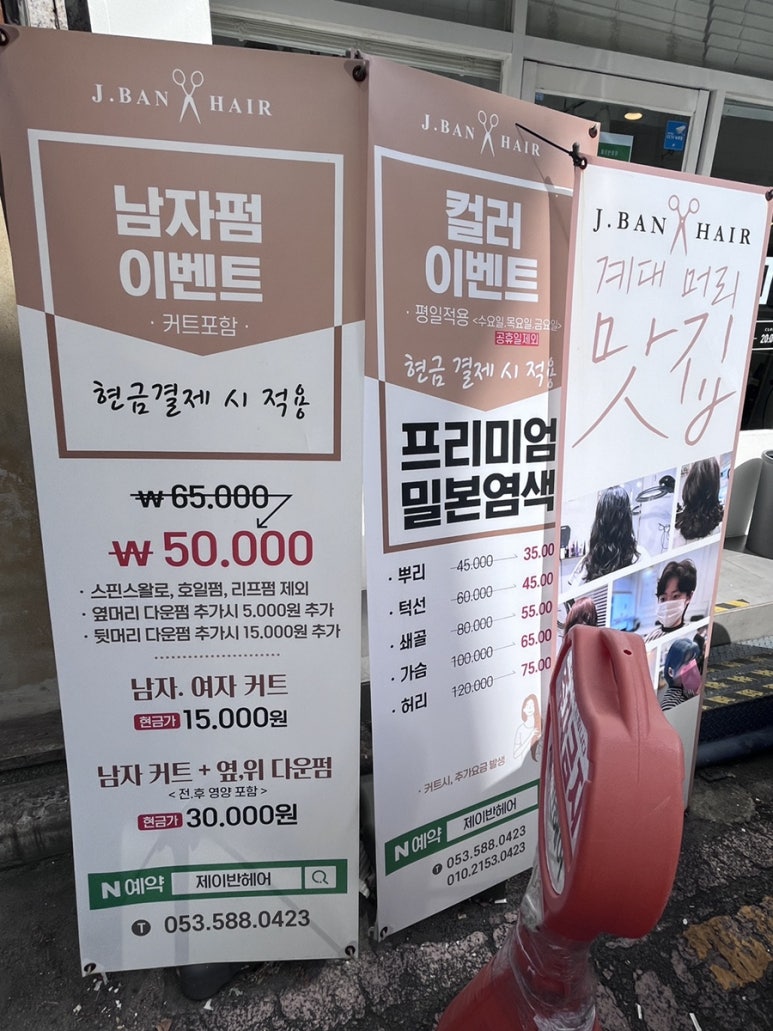 J.BAN HAIR
남자펌
이벤트
· 커트포함 ·
현금결제 시 적용
₩ 65.000
₩ 50.000
· 스핀스왈로, 호일펌, 리프펌 제외
· 옆머리 다운펌 추가시 5.000원 추가
· 뒷머리 다운펌 추가시 15.000원 추가
남자. 여자 커트
현금가 15.000원
남자 커트 + 옆,위 다운펌
< 전.후 영양 포함 >
현금가 30.000원
N 예약 제이반헤어
T 053.588.0423
J.BAN HAIR
컬러
이벤트
· 평일적용 <수요일.목요일.금요일>
공휴일제외
현금 결제 시 적용
프리미엄
밀본염색
· 뿌리 45.000 35.00
· 턱선 60.000 45.00
· 쇄골 80.000 55.00
· 가슴 100.000 65.00
· 허리 120.000 75.00
· 커트시, 추가요금 발생
N 예약 제이반헤어
T 053.588.0423
010.2153.0423
J.BAN HAIR
계대 머리
맛집